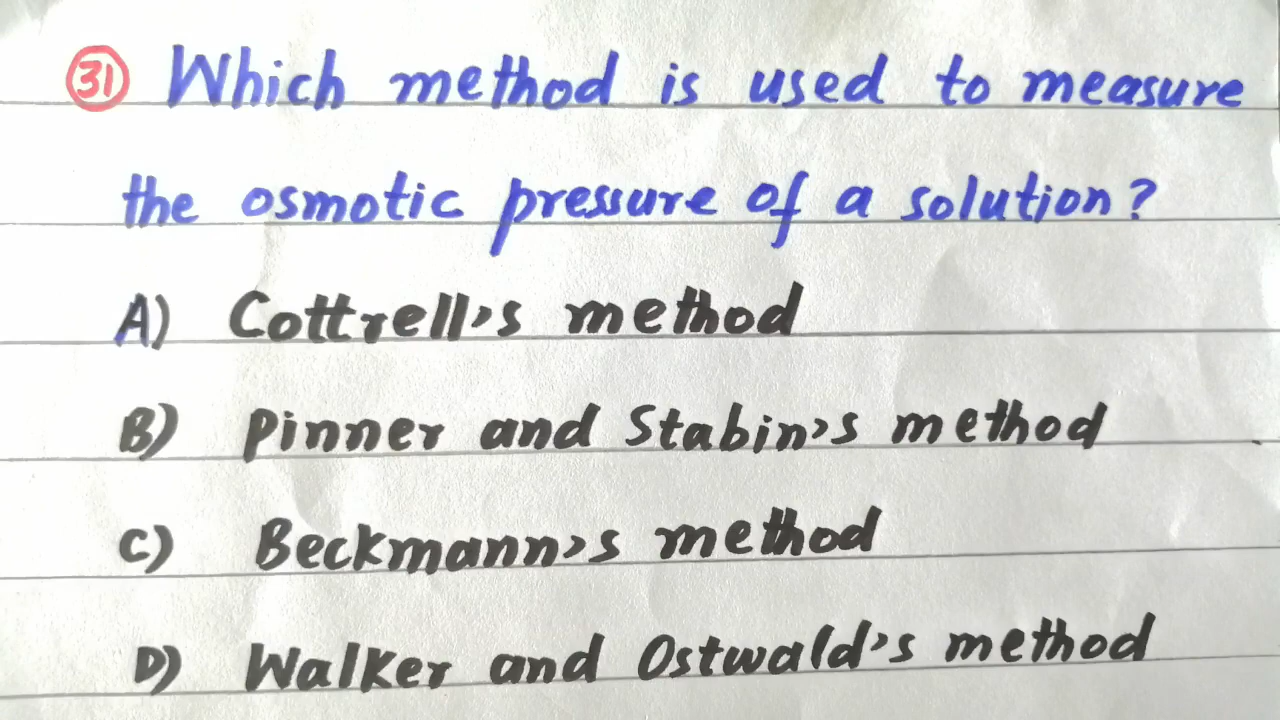 31 Which method is used to measure
the osmotic pressure of a solution?
A) Cottrell's method
B) Pinner and Stabin's method
C) Beckmann's method
D) Walker and Ostwald's method